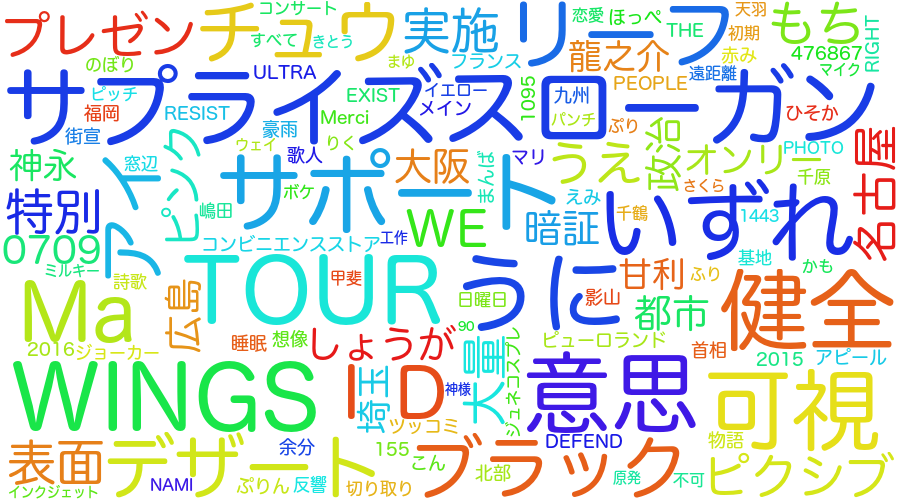 プレゼン
チュウ
コンサート
すべて
きとう
実施
リーフ
恋愛
ほっぺ
THE
天羽
初期
もち
RIGHT
のぼり
ピッチ
福岡
街宣
ULTRA
RESIST
豪雨
EXIST
Merci
まゆ
フランス
イエロー
メイン
1095
龍之介
PEOPLE
九州
パンチ
赤み
遠距離
476867
マイク
ひそか
サプライズ
スローガン
神永
窓辺
ピンク
ウェイ
歌人
りく
大阪
ボケ
まんば
マリ
ぷり
うえ
政治
オンリー
PHOTO
千原
さくら
名古屋
特別
アイ
嶋田
サポート
えみ
暗証
いずれ
千鶴
1443
0709
ミルキー
コンビニエンスストア
工作
WE
基地
かも
詩歌
TOUR
甲斐
うに
日曜日
影山
甘利
ふり
都市
健全
Ma
広島
2016
ジョーカー
睡眠
想像
しょうが
90
大量
ジュネ
コスプレ
ピューロランド
首相
2015
アピール
WINGS
埼玉
ID
神様
意思
可視
ツッコミ
表面
デザート
余分
155
こん
ブラック
DEFEND
物語
ピクシブ
インクジェット
NAMI
ぷりん
反響
切り取り
北部
原発
不可